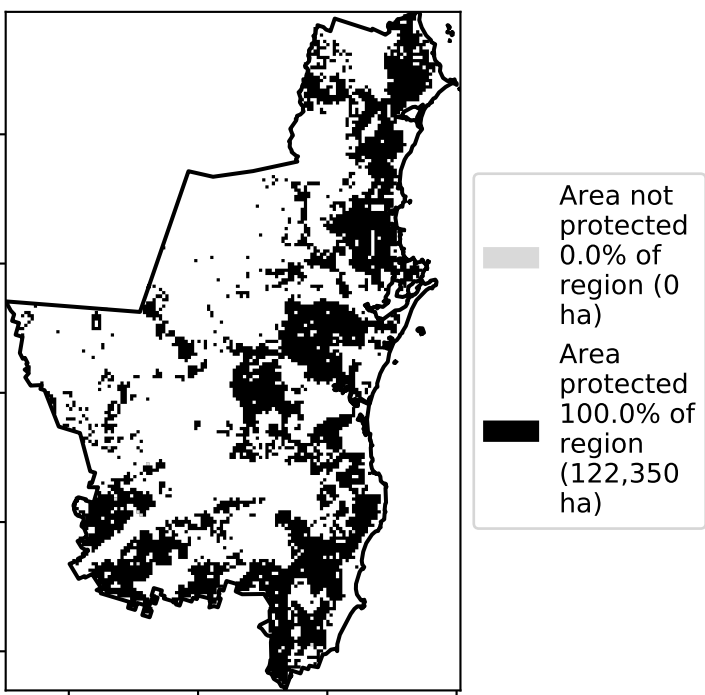 Area not
protected
0.0% of
region (0
ha)
Area
protected
100.0% of
region
(122,350
ha)